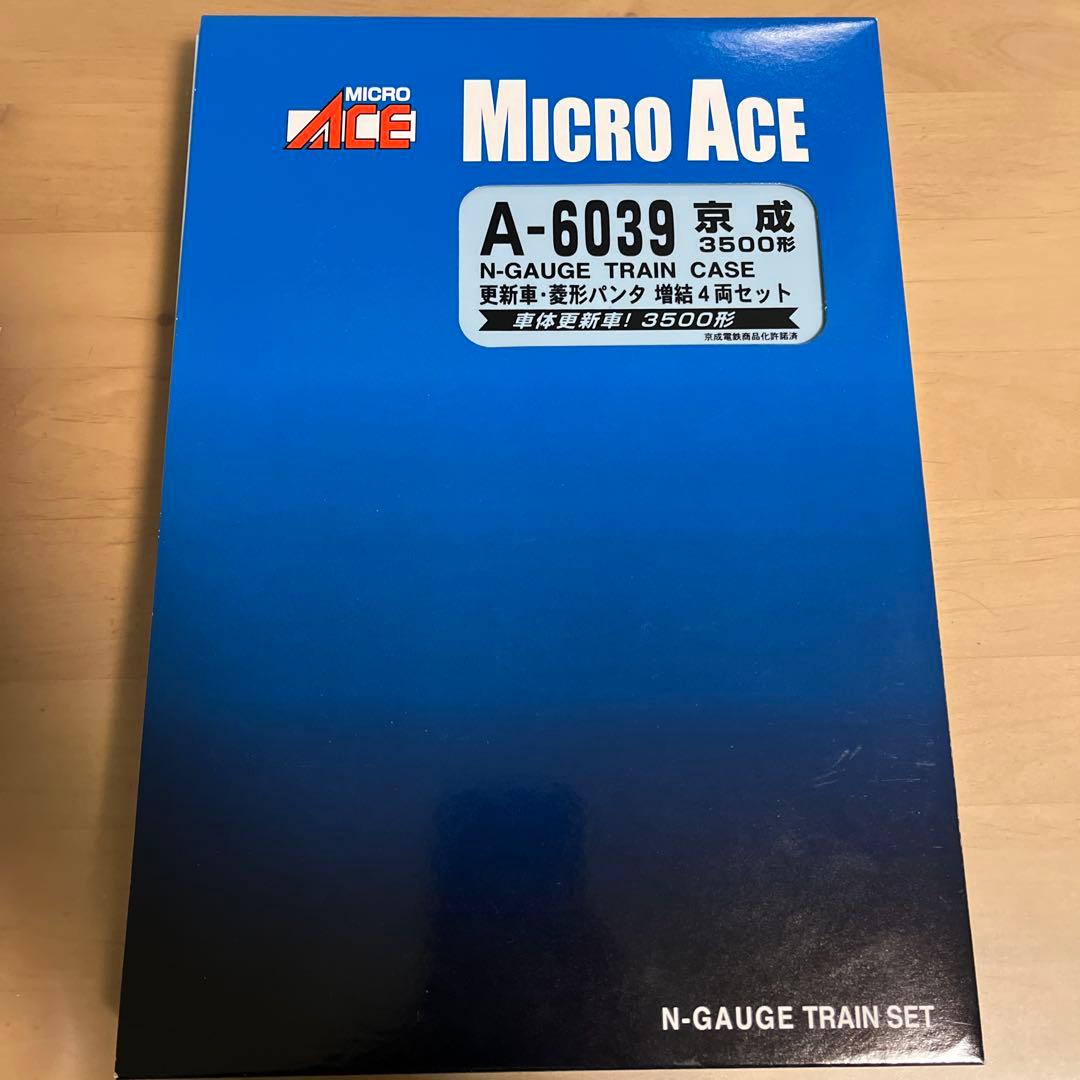 MICRO
ACE
MICRO ACE
A-6039 京成
3500形
N-GAUGE TRAIN CASE
更新車・菱形パンタ 増結4両セット
車体更新車! 3500形
京成電鉄商品化許諾済
N-GAUGE TRAIN SET